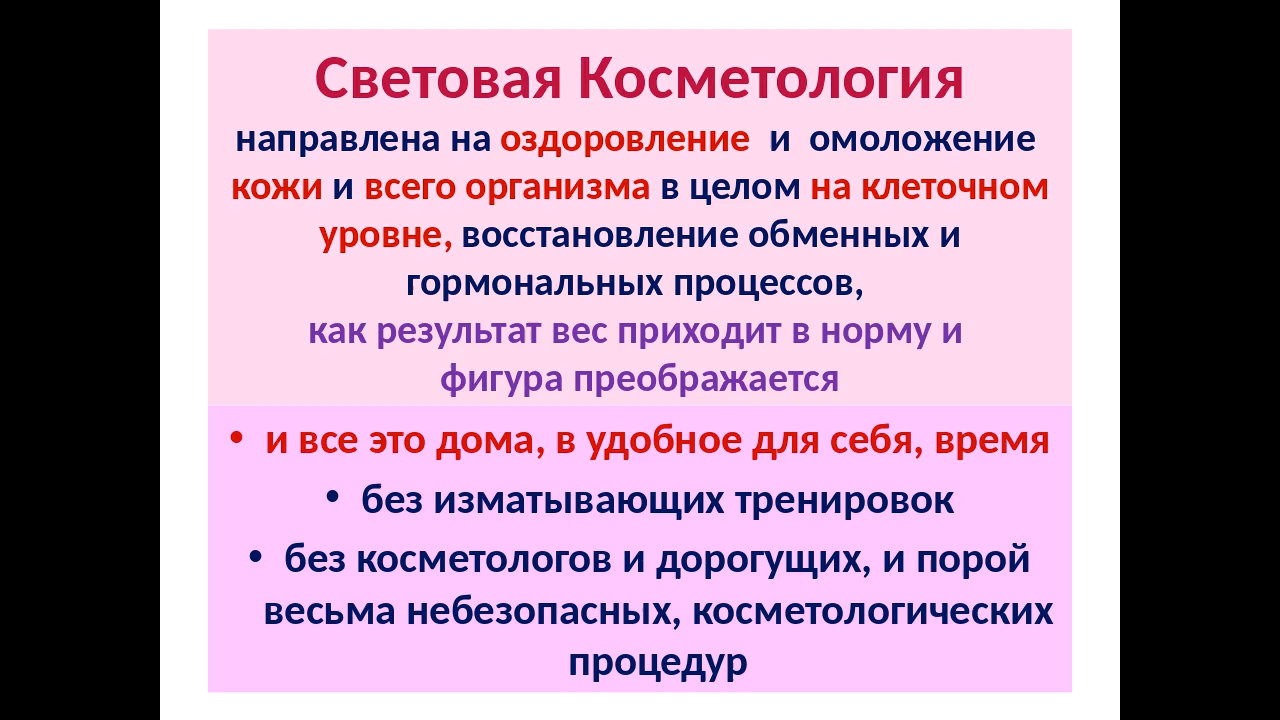 Световая Косметология
направлена на оздоровление и омоложение
кожи и всего организма в целом на клеточном
уровне, восстановление обменных и
гормональных процессов,
как результат вес приходит в норму и
фигура преображается
• и все это дома, в удобное для себя, время
• без изматывающих тренировок
• без косметологов и дорогущих, и порой
весьма небезопасных, косметологических
процедур